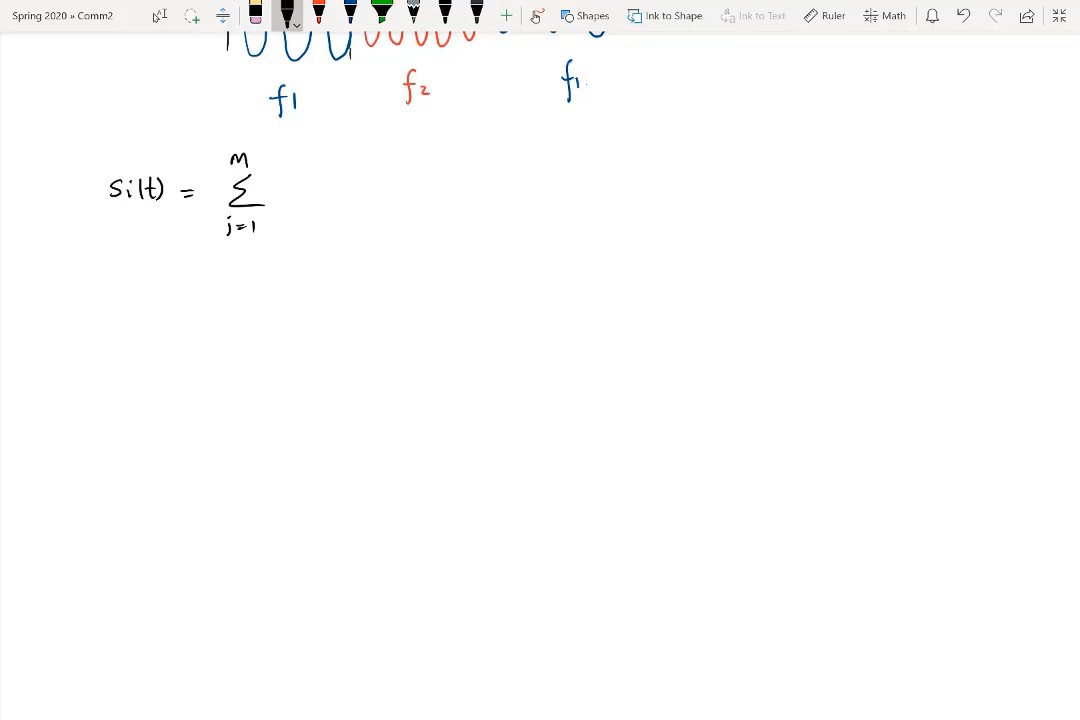 Spring 2020 » Comm2
Shapes
Ink to Shape
Ink to Text
Ruler
Math
f1
f2
f1
M
Si(t) = Σ
j=1